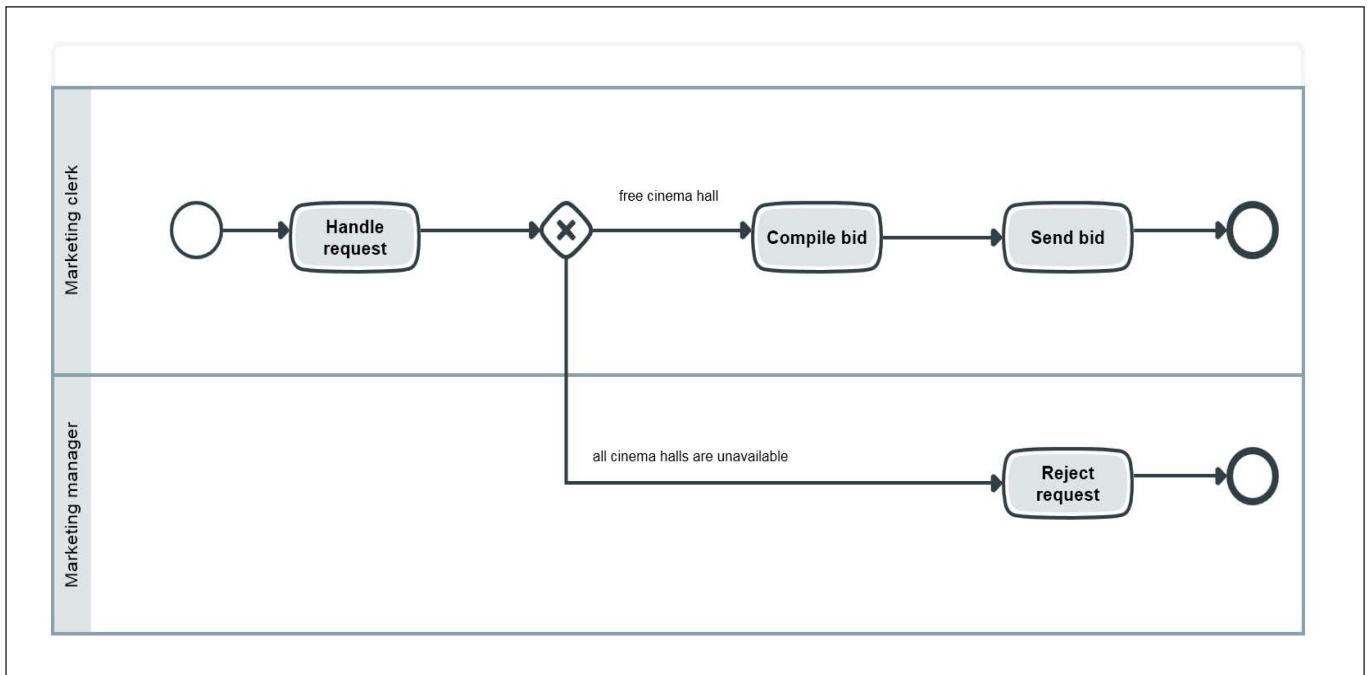 Marketing clerk
Handle
request
free cinema hall
Compile bid
Send bid
Marketing manager
all cinema halls are unavailable
Reject
request